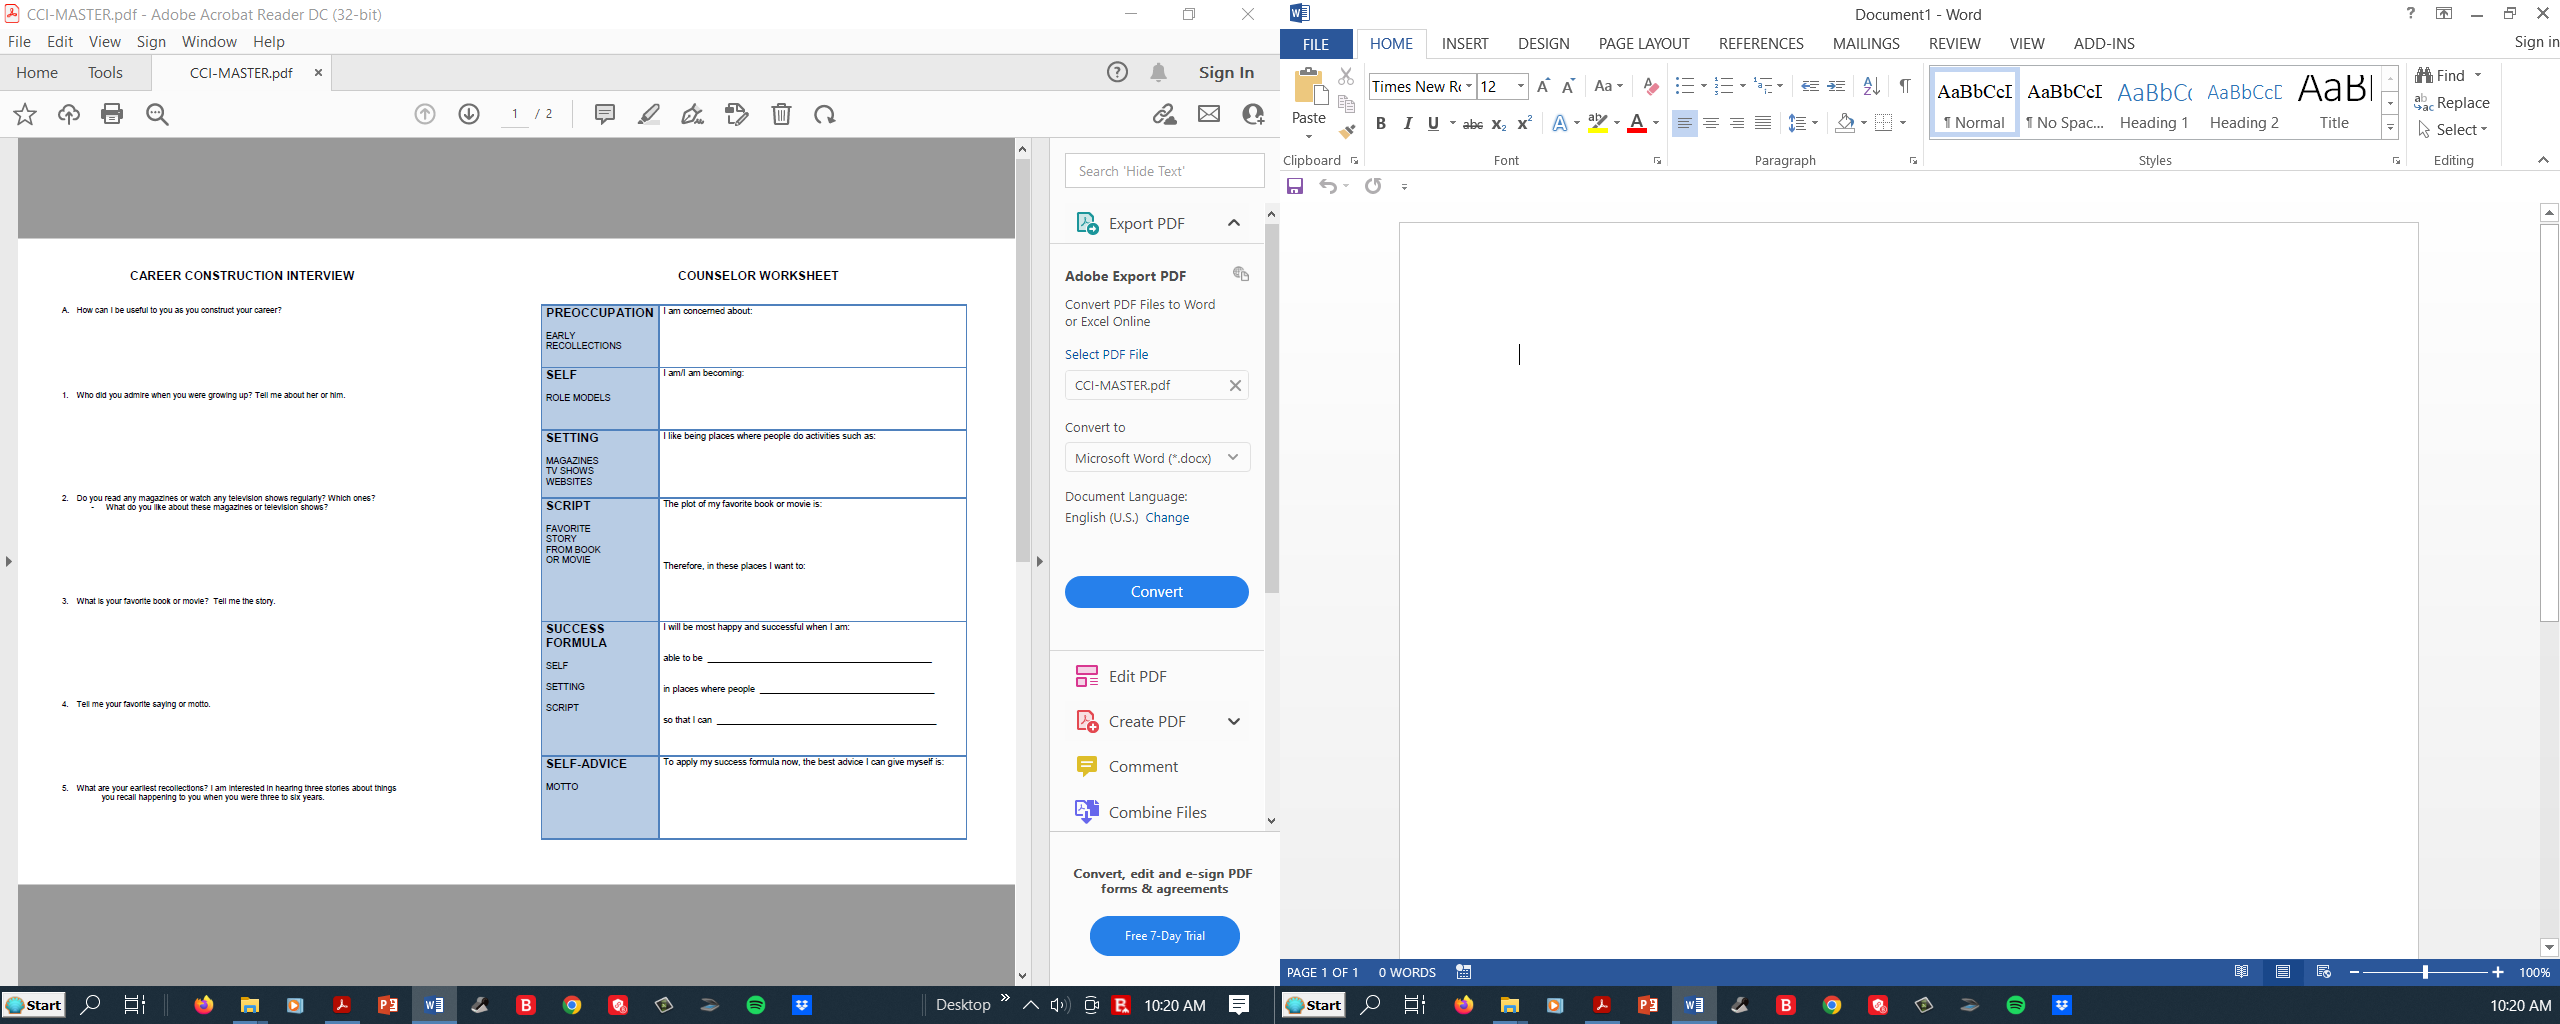 CCI-MASTER.pdf - Adobe Acrobat Reader DC (32-bit)
File Edit View Sign Window Help
Home Tools CCI-MASTER.pdf × Sign In
1 / 2
CAREER CONSTRUCTION INTERVIEW
A. How can I be useful to you as you construct your career?
1. Who did you admire when you were growing up? Tell me about her or him.
2. Do you read any magazines or watch any television shows regularly? Which ones?
- What do you like about these magazines or television shows?
3. What is your favorite book or movie? Tell me the story.
4. Tell me your favorite saying or motto.
5. What are your earliest recollections? I am interested in hearing three stories about things
you recall happening to you when you were three to six years.
COUNSELOR WORKSHEET
PREOCCUPATION
EARLY
RECOLLECTIONS
I am concerned about:
SELF
ROLE MODELS
I am/I am becoming:
SETTING
MAGAZINES
TV SHOWS
WEBSITES
I like being places where people do activities such as:
SCRIPT
FAVORITE
STORY
FROM BOOK
OR MOVIE
The plot of my favorite book or movie is:
Therefore, in these places I want to:
SUCCESS
FORMULA
SELF
SETTING
SCRIPT
I will be most happy and successful when I am:
able to be
in places where people
so that I can
SELF-ADVICE
MOTTO
To apply my success formula now, the best advice I can give myself is:
Search 'Hide Text'
Export PDF
Adobe Export PDF
Convert PDF Files to Word
or Excel Online
Select PDF File
CCI-MASTER.pdf
Convert to
Microsoft Word (*.docx)
Document Language:
English (U.S.) Change
Convert
Edit PDF
Create PDF
Comment
Combine Files
Convert, edit and e-sign PDF
forms & agreements
Free 7-Day Trial
Start Desktop » 10:20 AM
Document1 - Word
FILE HOME INSERT DESIGN PAGE LAYOUT REFERENCES MAILINGS REVIEW VIEW ADD-INS Sign in
Paste
Clipboard
Times New Ro 12
B I U abc x₂ x²
Font
Paragraph
AaBbCcI AaBbCcI AaBbCc AaBbCcD AaBl
¶ Normal ¶ No Spac... Heading 1 Heading 2 Title
Styles
Find
Replace
Select
Editing
PAGE 1 OF 1 0 WORDS 100%
Start 10:20 AM